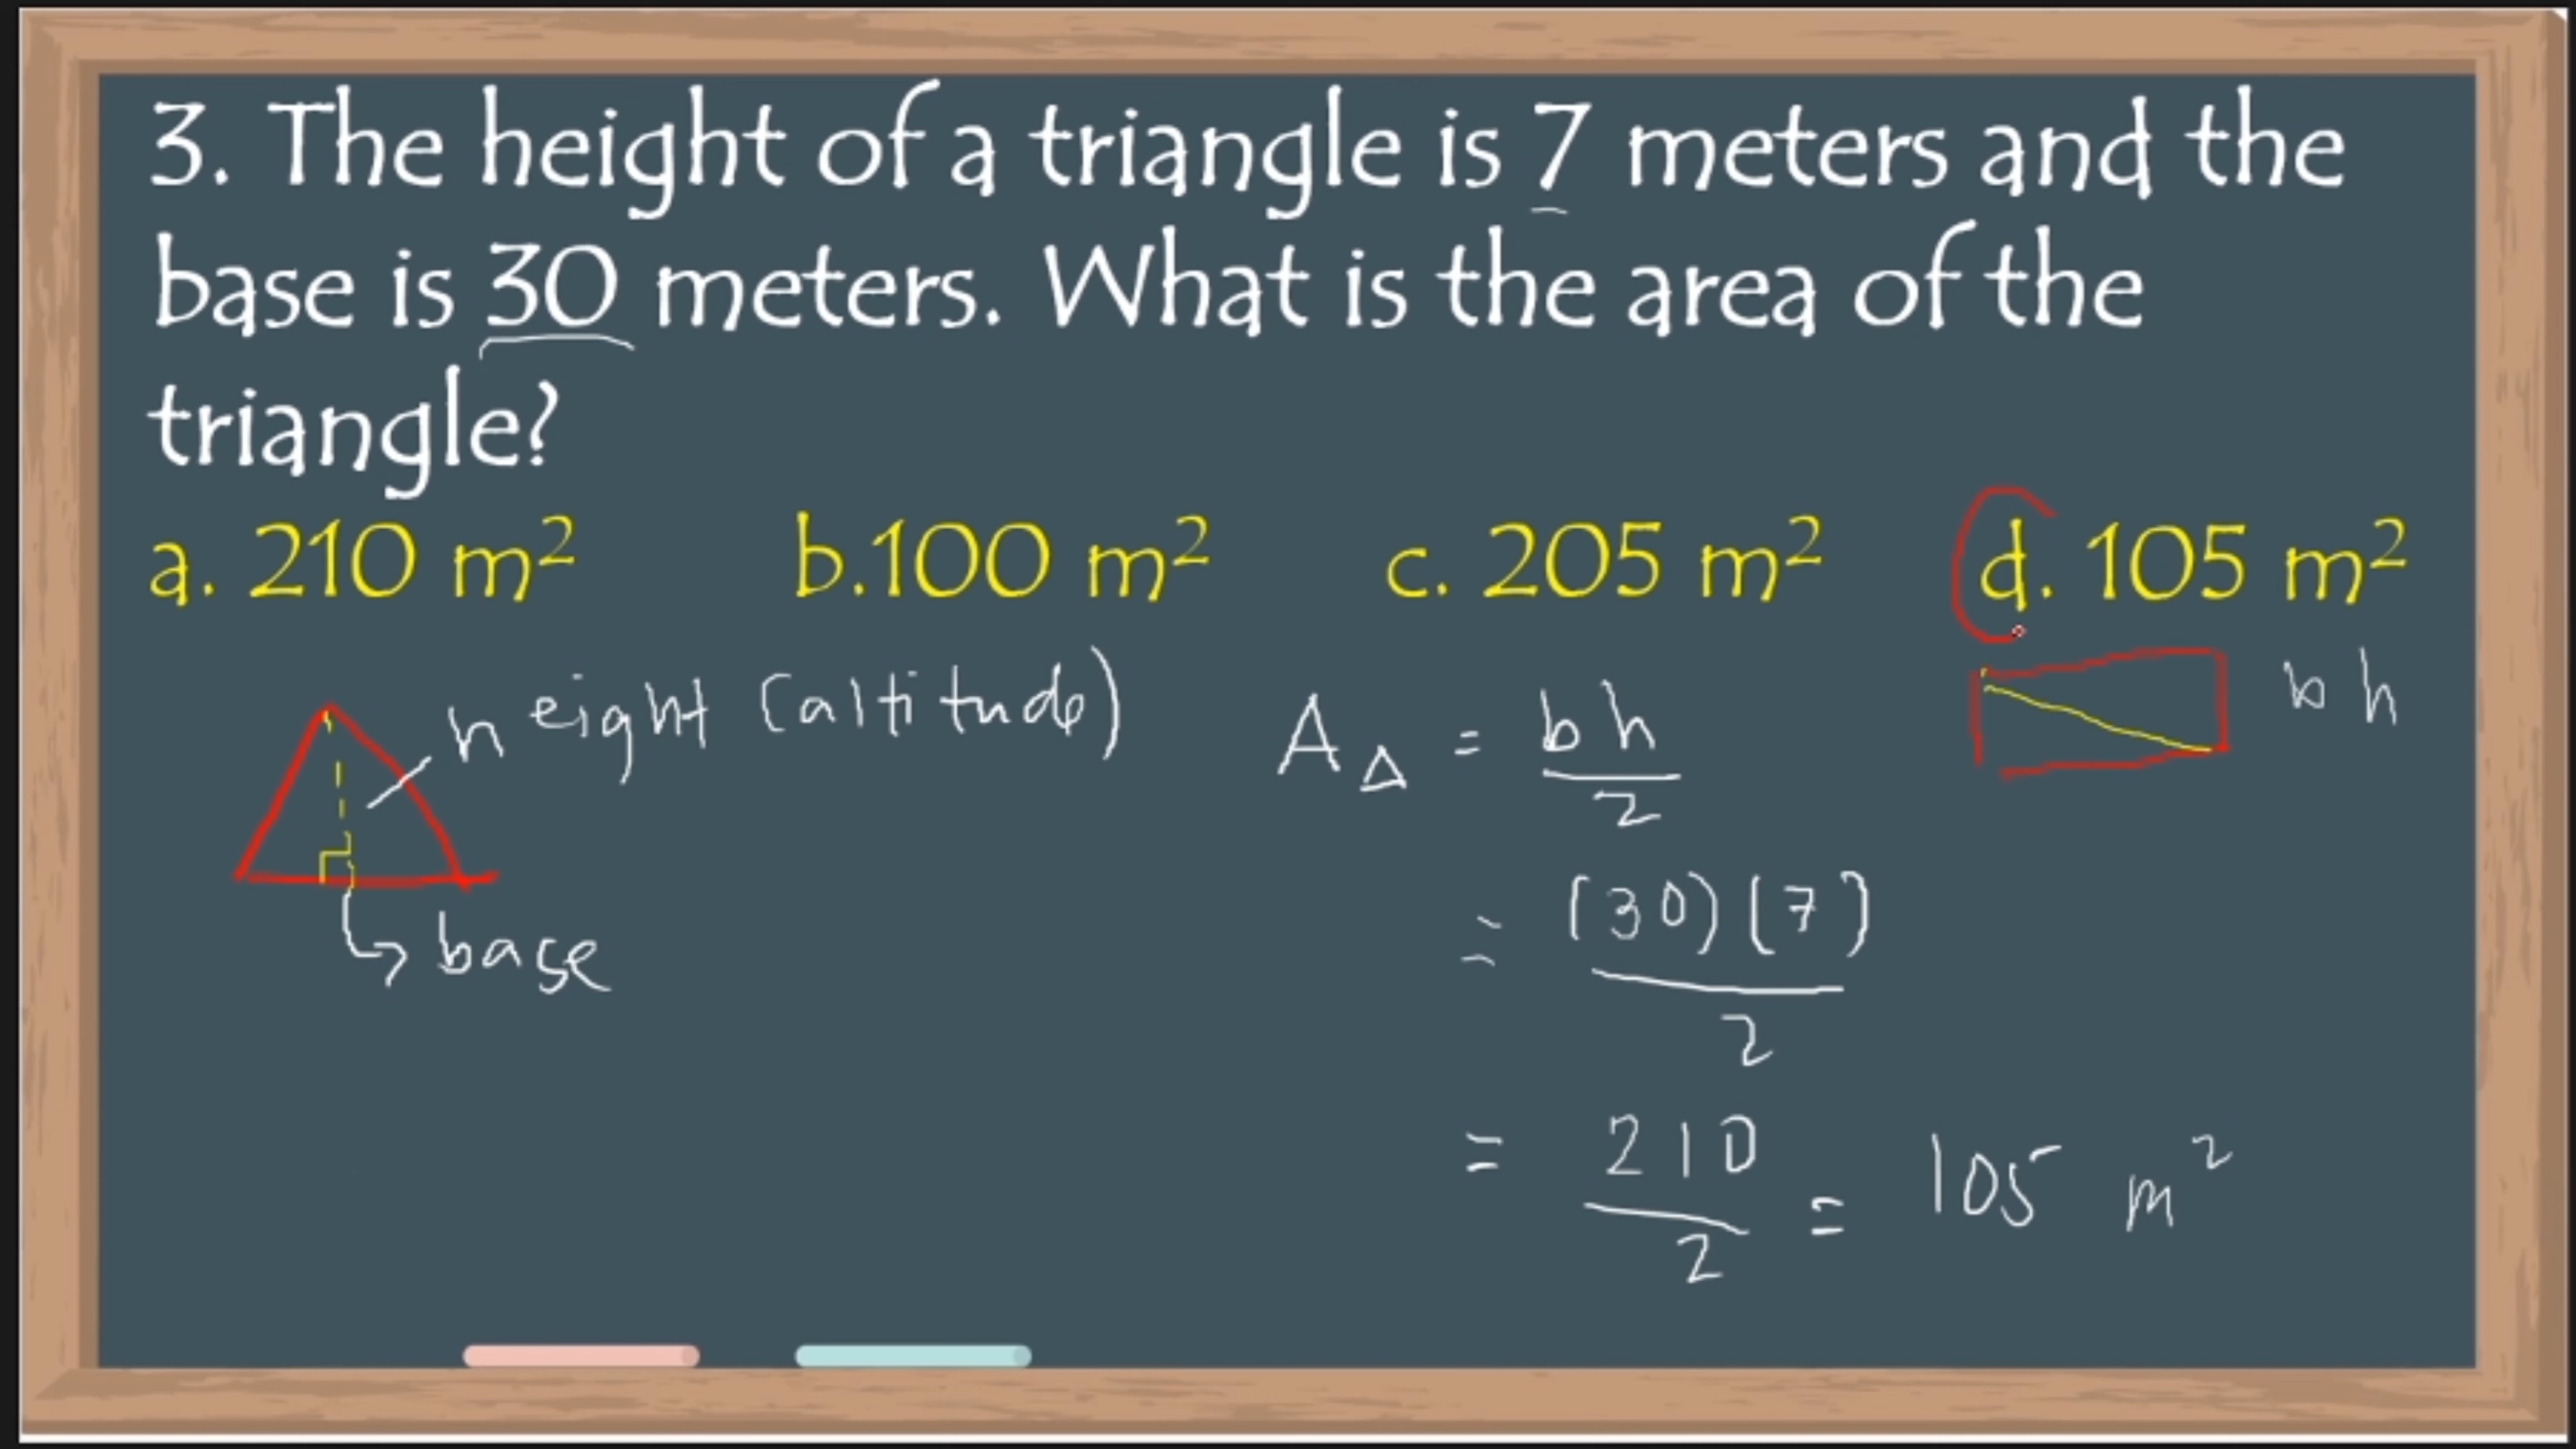 3. The height of a triangle is 7 meters and the
base is 30 meters. What is the area of the
triangle?
a. 210 m² b.100 m² c. 205 m² d. 105 m²
height (altitude)
base
A△ = bh/2
= (30)(7)/2
= 210/2 = 105 m²
bh